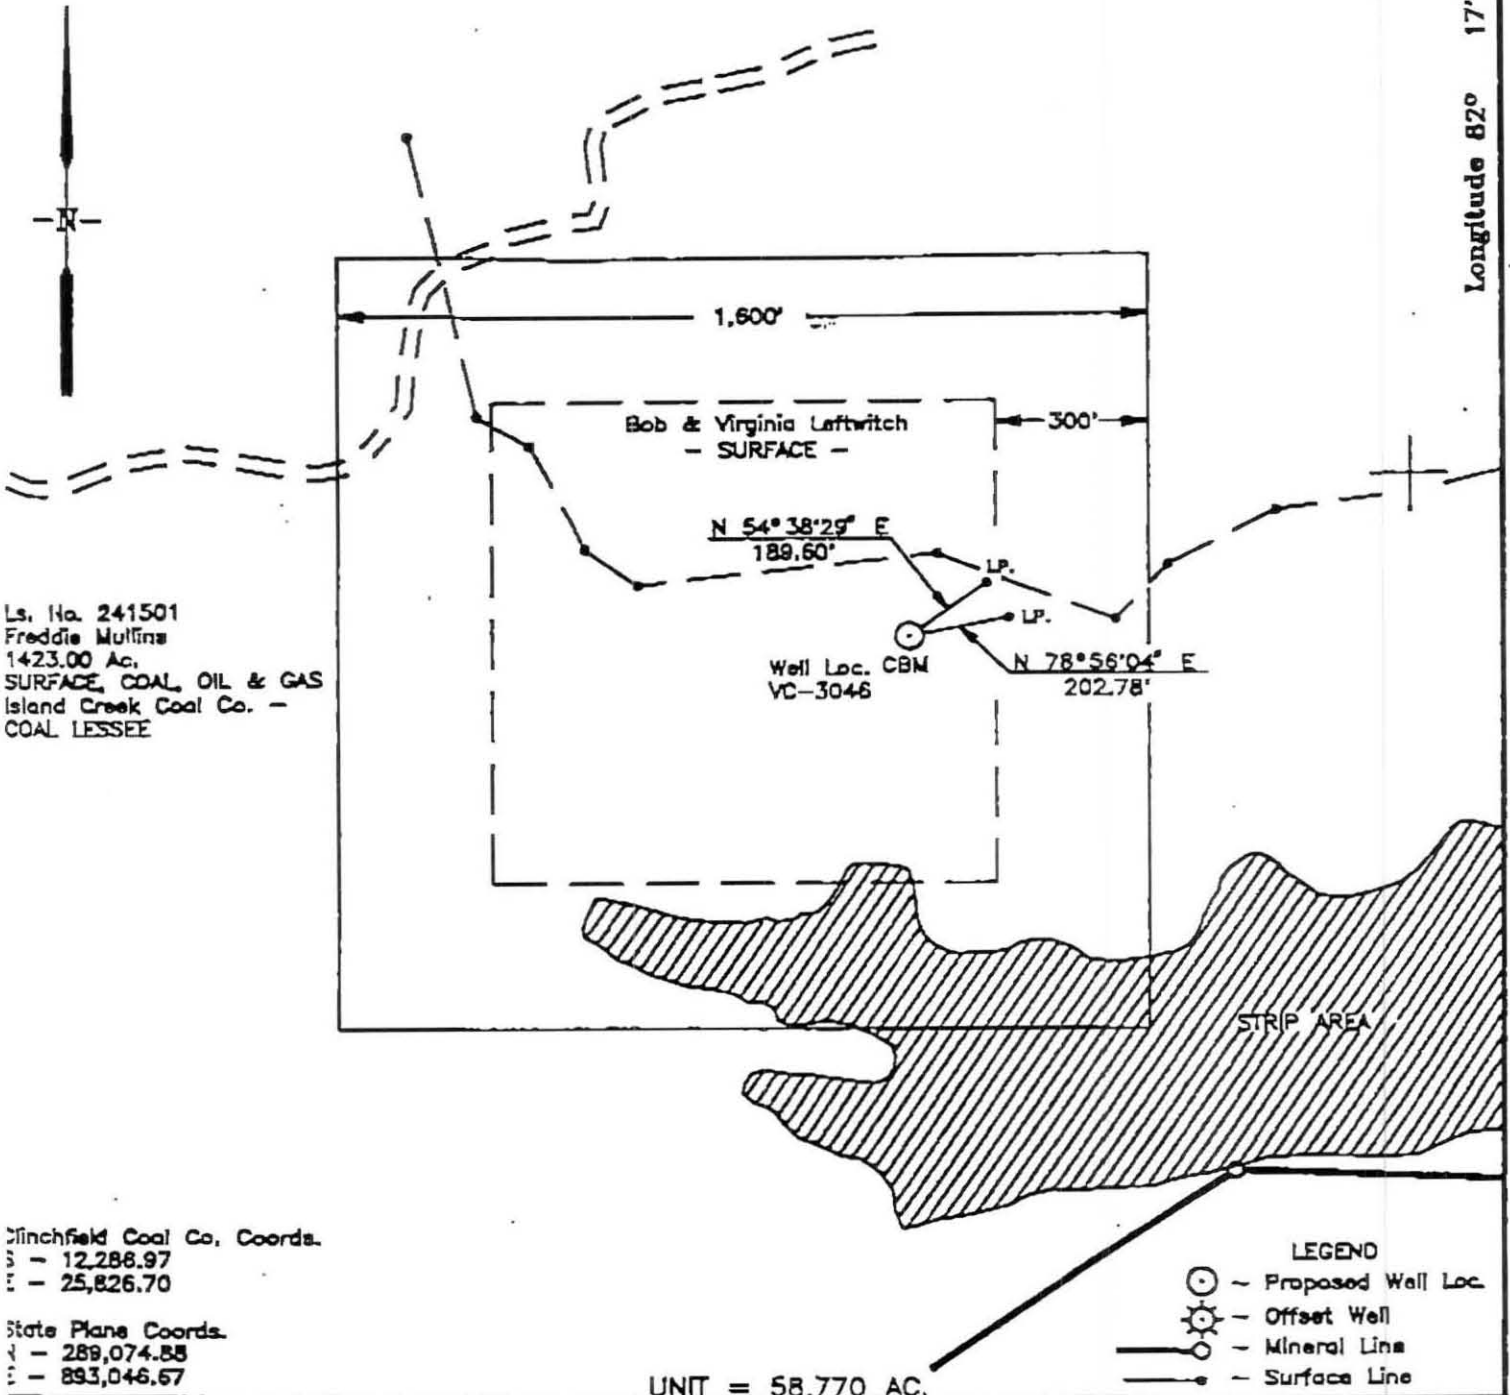 Longitude 82° 17'
-N-
1,600'
Bob & Virginia Leftwitch
- SURFACE -
300'
N 54°38'29" E
189.60'
LP.
LP.
Well Loc. CBM
VC-3046
N 78°56'04" E
202.78'
Ls. No. 241501
Freddie Mullins
1423.00 Ac.
SURFACE, COAL, OIL & GAS
Island Creek Coal Co. -
COAL LESSEE
STRIP AREA
Clinchfield Coal Co. Coords.
S - 12,286.97
E - 25,826.70
State Plane Coords.
N - 289,074.88
E - 893,046.67
UNIT = 58.770 AC.
LEGEND
- Proposed Well Loc.
- Offset Well
- Mineral Line
- Surface Line